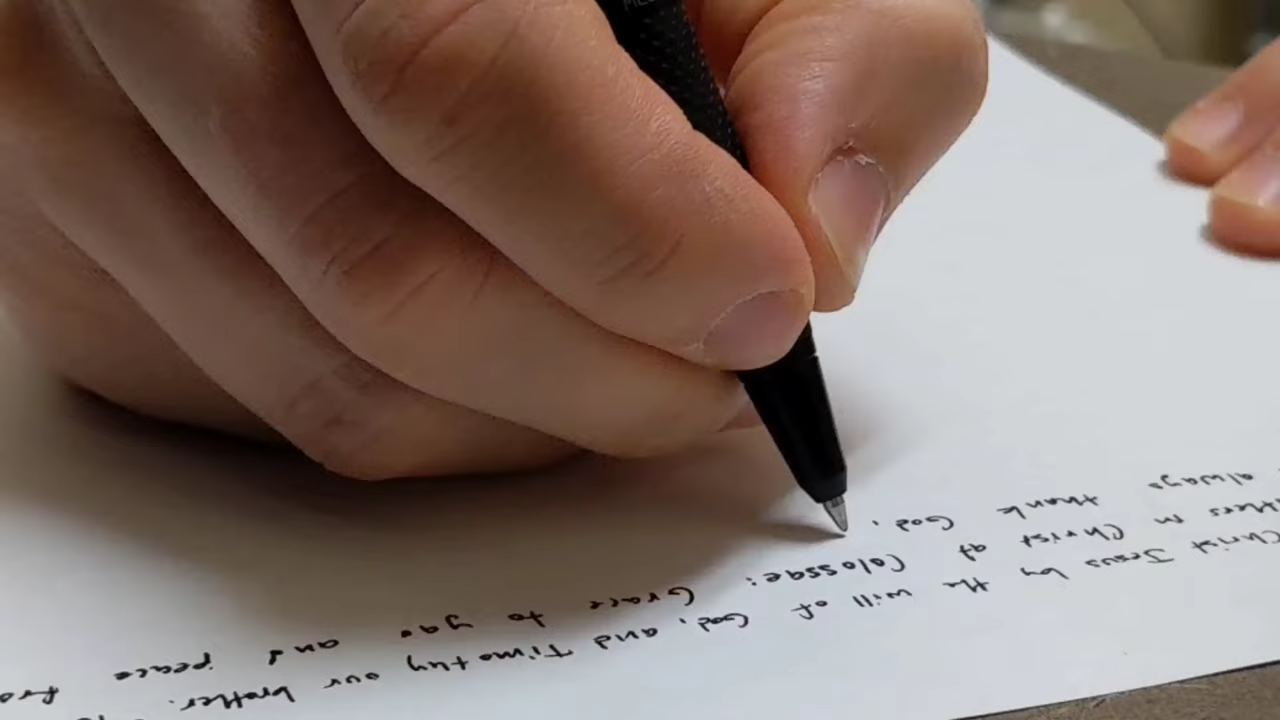 Christ Jesus by the will of God, and Timothy our brother.
in Christ at Colossae: Grace to you and peace
always thank God,